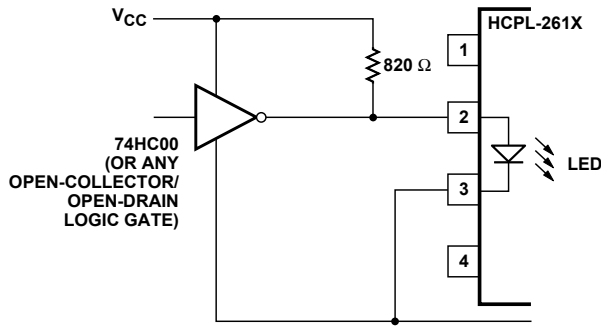 VCC
HCPL-261X
820 Ω
1
2
3
4
74HC00
(OR ANY
OPEN-COLLECTOR/
OPEN-DRAIN
LOGIC GATE)
LED